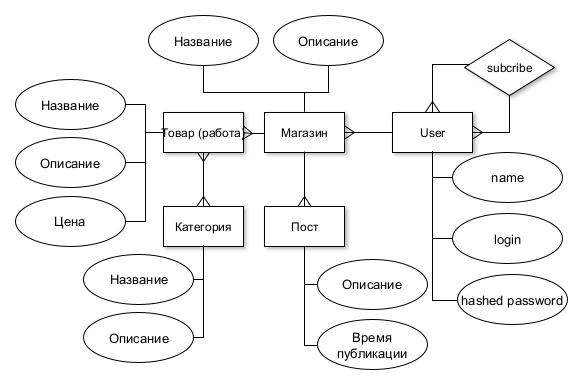 Название
Описание
subcribe
Название
Товар (работа
Магазин
User
Описание
name
Цена
Категория
Пост
login
Название
Описание
hashed password
Описание
Время
публикации